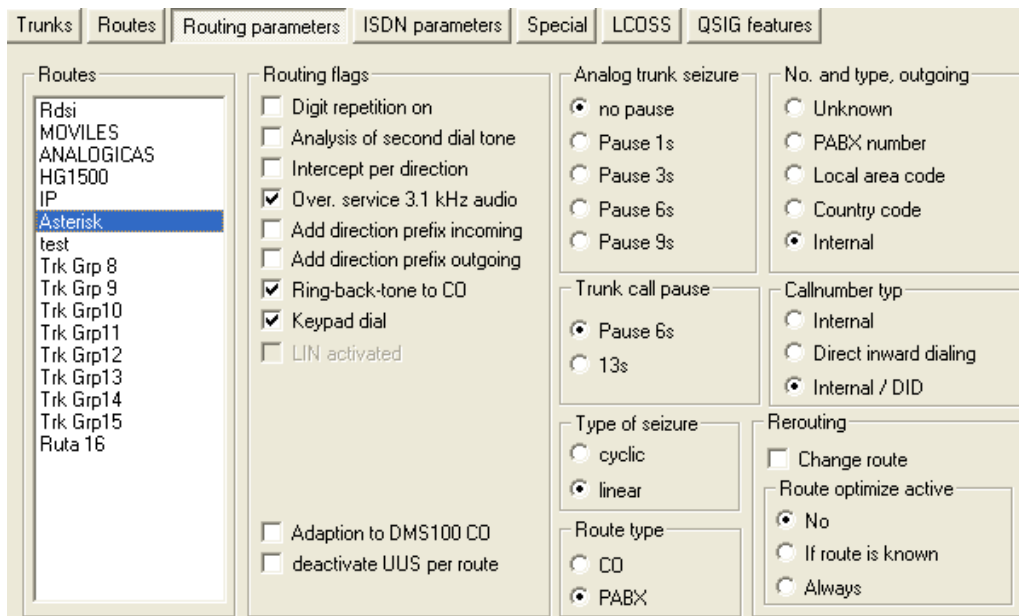 Trunks Routes Routing parameters ISDN parameters Special LCOSS QSIG features
Routes
Rdsi
MOVILES
ANALOGICAS
HG1500
IP
Asterisk
test
Trk Grp 8
Trk Grp 9
Trk Grp10
Trk Grp11
Trk Grp12
Trk Grp13
Trk Grp14
Trk Grp15
Ruta 16
Routing flags
Digit repetition on
Analysis of second dial tone
Intercept per direction
Over. service 3.1 kHz audio
Add direction prefix incoming
Add direction prefix outgoing
Ring-back-tone to CO
Keypad dial
LIN activated
Adaption to DMS100 CO
deactivate UUS per route
Analog trunk seizure
no pause
Pause 1s
Pause 3s
Pause 6s
Pause 9s
Trunk call pause
Pause 6s
13s
Type of seizure
cyclic
linear
Route type
CO
PABX
No. and type, outgoing
Unknown
PABX number
Local area code
Country code
Internal
Callnumber typ
Internal
Direct inward dialing
Internal / DID
Rerouting
Change route
Route optimize active
No
If route is known
Always